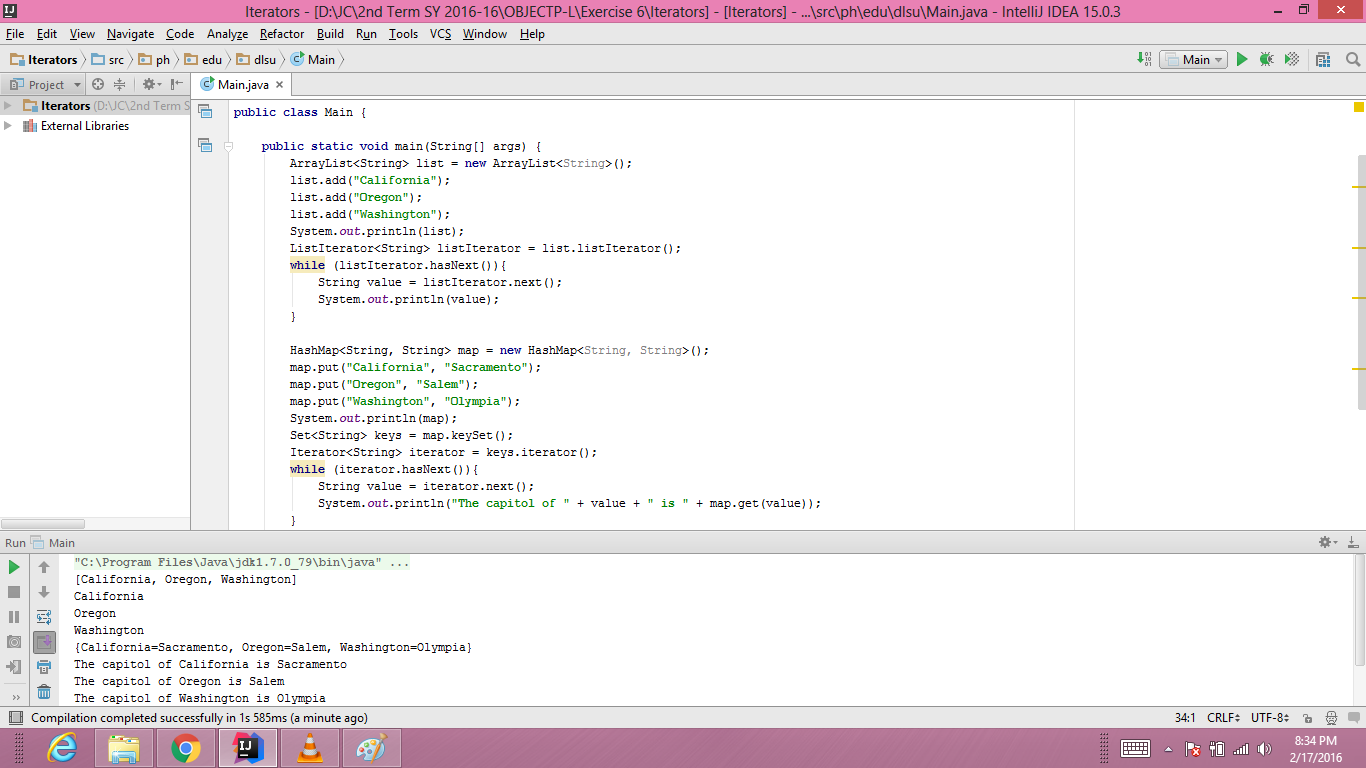 Iterators - [D:\JC\2nd Term SY 2016-16\OBJECTP-L\Exercise 6\Iterators] - [Iterators] - ...\src\ph\edu\dlsu\Main.java - IntelliJ IDEA 15.0.3
File Edit View Navigate Code Analyze Refactor Build Run Tools VCS Window Help
Iterators src ph edu dlsu Main
Main
Project
Main.java
Iterators (D:\JC\2nd Term S
External Libraries
public class Main {
public static void main(String[] args) {
ArrayList<String> list = new ArrayList<String>();
list.add("California");
list.add("Oregon");
list.add("Washington");
System.out.println(list);
ListIterator<String> listIterator = list.listIterator();
while (listIterator.hasNext()){
String value = listIterator.next();
System.out.println(value);
}
HashMap<String, String> map = new HashMap<String, String>();
map.put("California", "Sacramento");
map.put("Oregon", "Salem");
map.put("Washington", "Olympia");
System.out.println(map);
Set<String> keys = map.keySet();
Iterator<String> iterator = keys.iterator();
while (iterator.hasNext()){
String value = iterator.next();
System.out.println("The capitol of " + value + " is " + map.get(value));
}
Run Main
"C:\Program Files\Java\jdk1.7.0_79\bin\java" ...
[California, Oregon, Washington]
California
Oregon
Washington
{California=Sacramento, Oregon=Salem, Washington=Olympia}
The capitol of California is Sacramento
The capitol of Oregon is Salem
The capitol of Washington is Olympia
Compilation completed successfully in 1s 585ms (a minute ago)
34:1 CRLF UTF-8
8:34 PM
2/17/2016